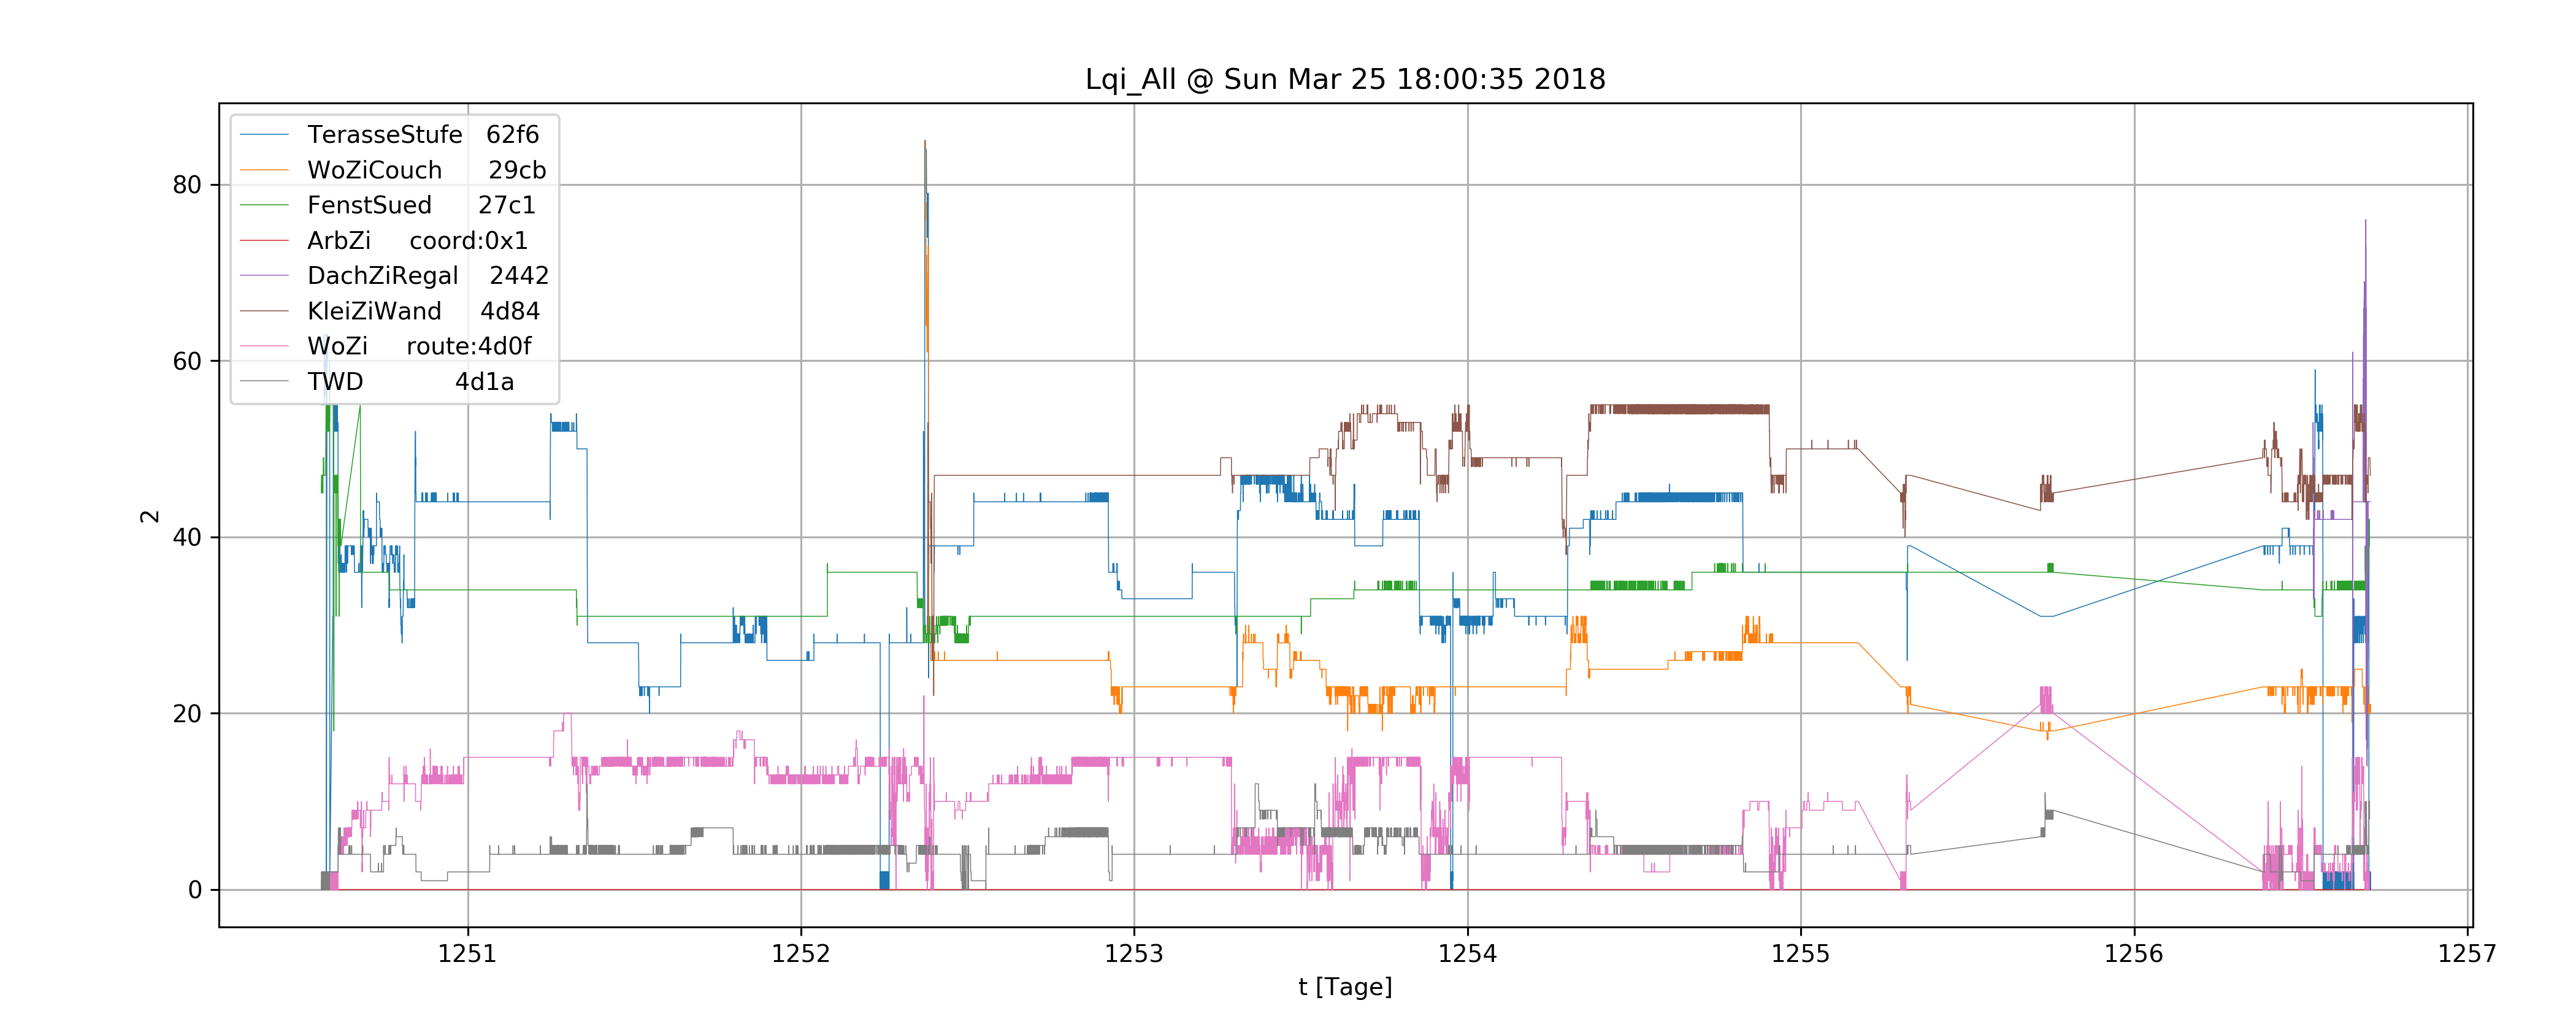 Lqi_All @ Sun Mar 25 18:00:35 2018
TerasseStufe 62f6
WoZiCouch 29cb
FenstSued 27c1
ArbZi coord:0x1
DachZiRegal 2442
KleiZiWand 4d84
WoZi route:4d0f
TWD 4d1a
80
60
40
20
0
2
1251 1252 1253 1254 1255 1256 1257
t [Tage]